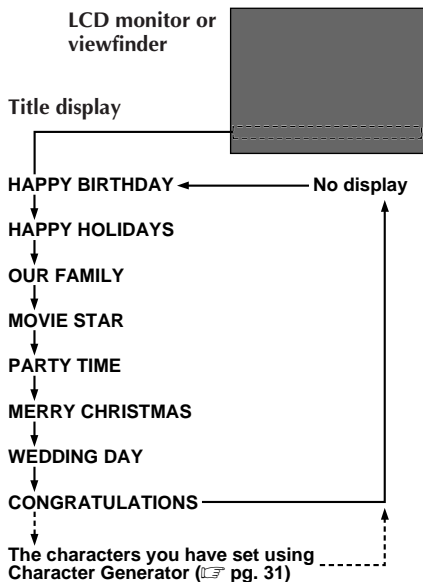 LCD monitor or
viewfinder
Title display
HAPPY BIRTHDAY
No display
HAPPY HOLIDAYS
OUR FAMILY
MOVIE STAR
PARTY TIME
MERRY CHRISTMAS
WEDDING DAY
CONGRATULATIONS
The characters you have set using
Character Generator (☞ pg. 31)